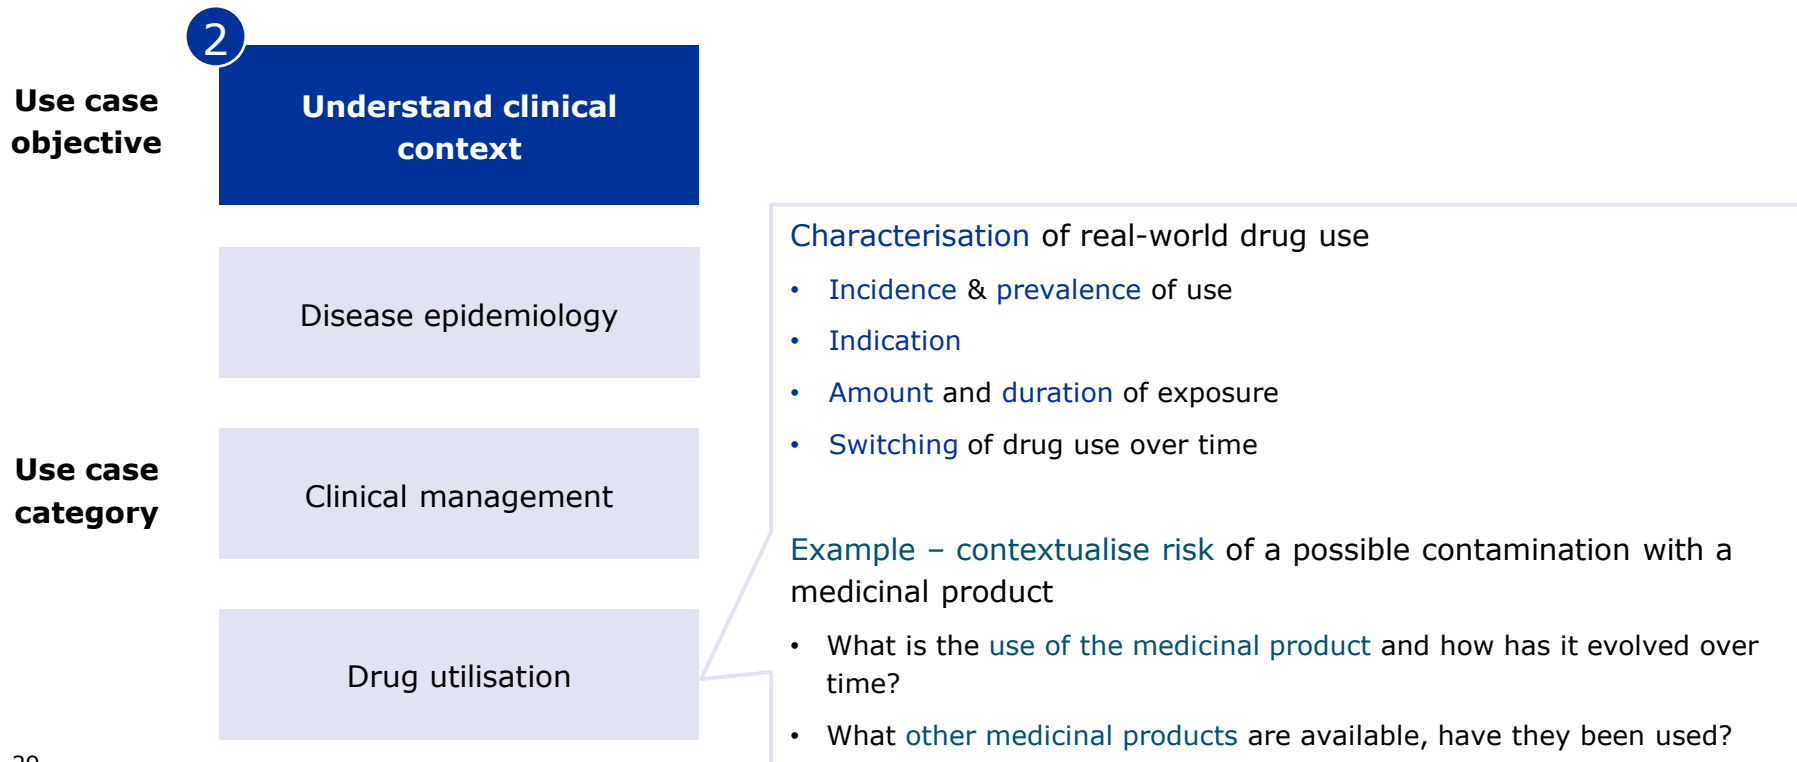 2
Use case
objective
Understand clinical
context
Disease epidemiology
Use case
category
Clinical management
Drug utilisation
Characterisation of real-world drug use
• Incidence & prevalence of use
• Indication
• Amount and duration of exposure
• Switching of drug use over time
Example – contextualise risk of a possible contamination with a
medicinal product
• What is the use of the medicinal product and how has it evolved over
time?
• What other medicinal products are available, have they been used?